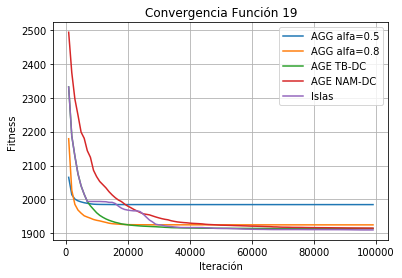 Convergencia Función 19
2500
2400
2300
2200
2100
2000
1900
Fitness
AGG alfa=0.5
AGG alfa=0.8
AGE TB-DC
AGE NAM-DC
Islas
0
20000
40000
60000
80000
100000
Iteración